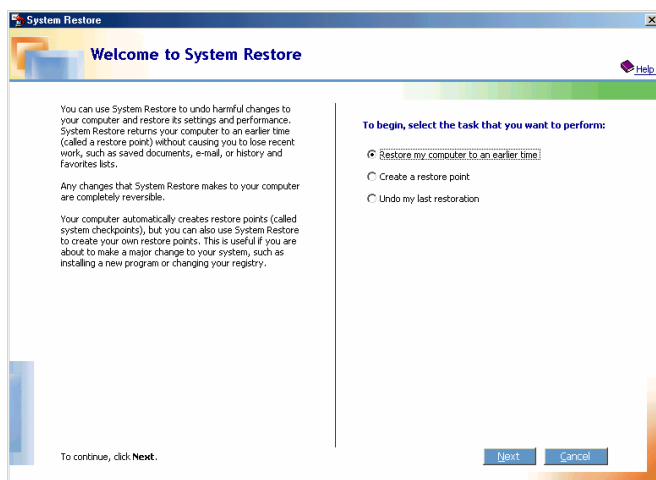 System Restore
Welcome to System Restore
Help
You can use System Restore to undo harmful changes to
your computer and restore its settings and performance.
System Restore returns your computer to an earlier time
(called a restore point) without causing you to lose recent
work, such as saved documents, e-mail, or history and
favorites lists.
Any changes that System Restore makes to your computer
are completely reversible.
Your computer automatically creates restore points (called
system checkpoints), but you can also use System Restore
to create your own restore points. This is useful if you are
about to make a major change to your system, such as
installing a new program or changing your registry.
To begin, select the task that you want to perform:
Restore my computer to an earlier time
Create a restore point
Undo my last restoration
To continue, click Next.
Next
Cancel